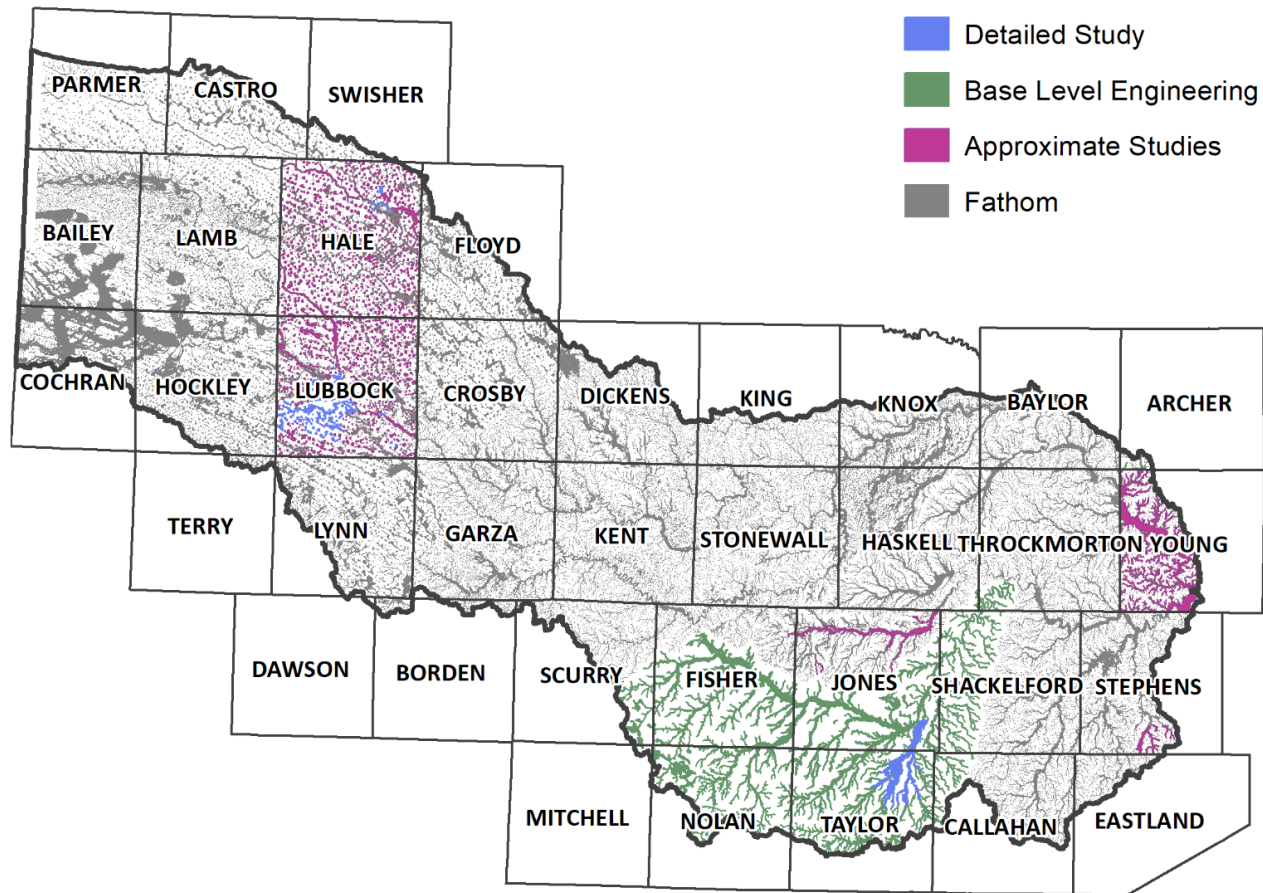 Detailed Study
Base Level Engineering
Approximate Studies
Fathom
PARMER CASTRO SWISHER
BAILEY LAMB HALE FLOYD
COCHRAN HOCKLEY LUBBOCK CROSBY DICKENS KING KNOX BAYLOR ARCHER
TERRY LYNN GARZA KENT STONEWALL HASKELL THROCKMORTON YOUNG
DAWSON BORDEN SCURRY FISHER JONES SHACKELFORD STEPHENS
MITCHELL NOLAN TAYLOR CALLAHAN EASTLAND